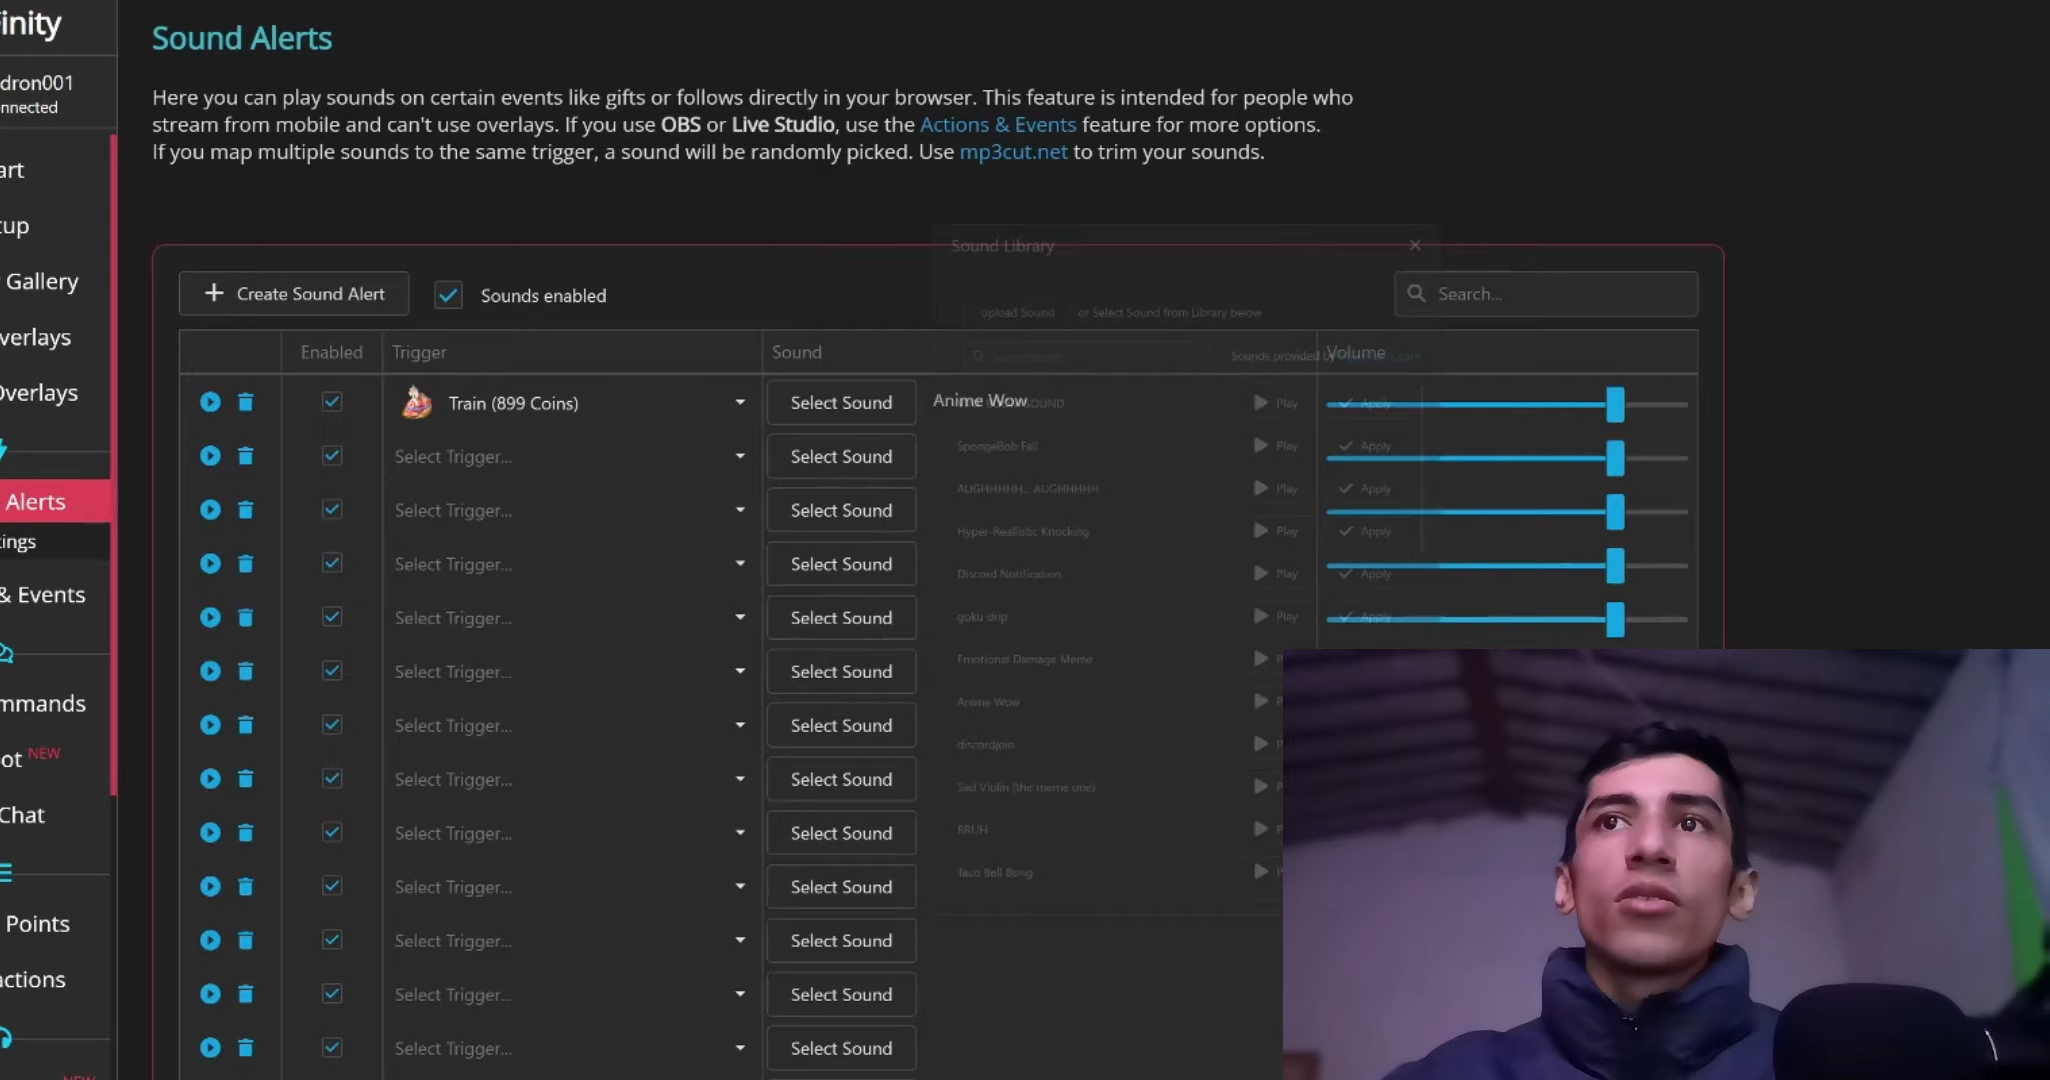 inity
dron001
nnected
art
tup
Gallery
verlays
Overlays
Alerts
ings
& Events
mmands
ot NEW
Chat
Points
actions
NEW
Sound Alerts
Here you can play sounds on certain events like gifts or follows directly in your browser. This feature is intended for people who
stream from mobile and can't use overlays. If you use OBS or Live Studio, use the Actions & Events feature for more options.
If you map multiple sounds to the same trigger, a sound will be randomly picked. Use mp3cut.net to trim your sounds.
Sound Library
Create Sound Alert Sounds enabled Search...
Upload Sound or Select Sound from Library below
Enabled Trigger Sound Volume
Sounds provided by
Train (899 Coins) Select Sound Anime Wow SOUND Play Apply
Select Trigger... Select Sound SpongeBob Fail Play Apply
Select Trigger... Select Sound AUGHHHHH... AUGHHHHH Play Apply
Select Trigger... Select Sound Hyper-Realistic Knocking Play Apply
Select Trigger... Select Sound Discord Notification Play Apply
goku drip Play Apply
Select Trigger... Select Sound Emotional Damage Meme P
Select Trigger... Select Sound Anime Wow P
Select Trigger... Select Sound discordjoin P
Select Trigger... Select Sound Sad Violin (the meme one) P
BRUH P
Select Trigger... Select Sound Taco Bell Bong P
Select Trigger... Select Sound
Select Trigger... Select Sound
Select Trigger... Select Sound